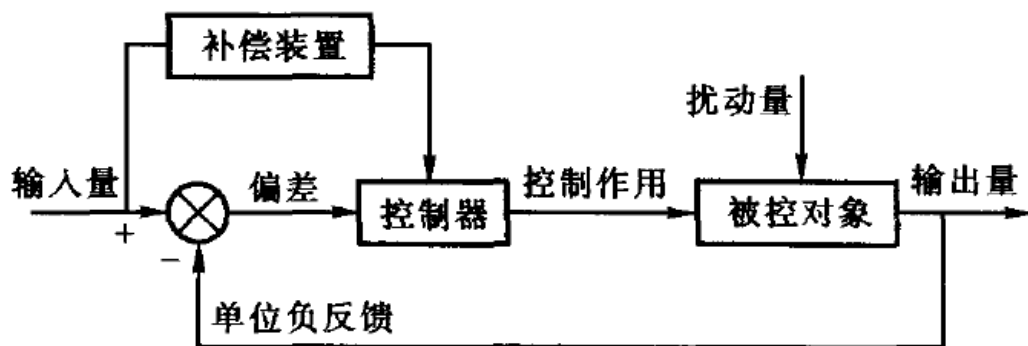 补偿装置
扰动量
输入量
偏差
控制器
控制作用
被控对象
输出量
+
−
单位负反馈